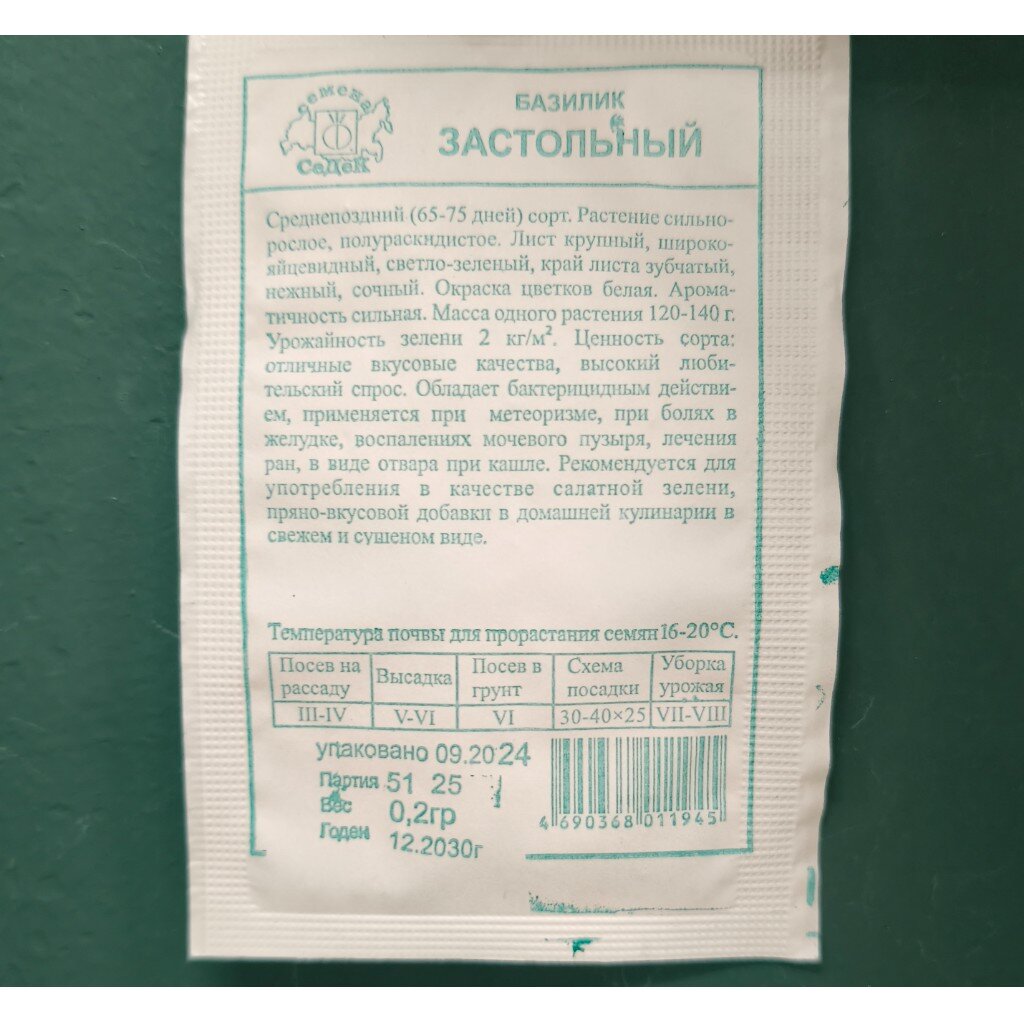 семена
СеДеК
БАЗИЛИК
ЗАСТОЛЬНЫЙ
Среднепоздний (65-75 дней) сорт. Растение сильно-
рослое, полураскидистое. Лист крупный, широко-
яйцевидный, светло-зеленый, край листа зубчатый,
нежный, сочный. Окраска цветков белая. Арома-
тичность сильная. Масса одного растения 120-140 г.
Урожайность зелени 2 кг/м². Ценность сорта:
отличные вкусовые качества, высокий люби-
тельский спрос. Обладает бактерицидным действи-
ем, применяется при метеоризме, при болях в
желудке, воспалениях мочевого пузыря, лечения
ран, в виде отвара при кашле. Рекомендуется для
употребления в качестве салатной зелени,
пряно-вкусовой добавки в домашней кулинарии в
свежем и сушеном виде.
Температура почвы для прорастания семян 16-20°С.
Посев на рассаду Высадка Посев в грунт Схема посадки Уборка урожая
III-IV V-VI VI 30-40×25 VII-VIII
упаковано 09.2024
Партия 51 25
Вес 0,2гр
Годен 12.2030г
4 690368 011945